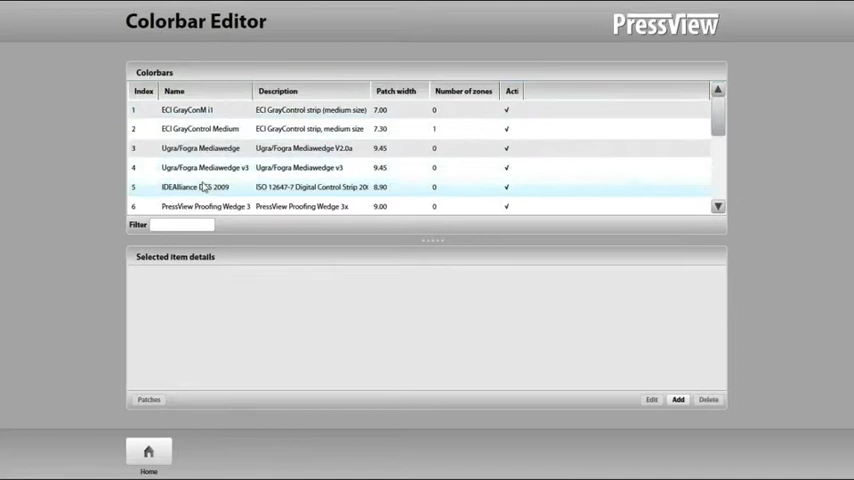 Colorbar Editor
PressView
Colorbars
Index Name Description Patch width Number of zones Acti
1 ECI GrayConM i1 ECI GrayControl strip (medium size) 7.00 0 √
2 ECI GrayControl Medium ECI GrayControl strip, medium size 7.30 1 √
3 Ugra/Fogra Mediawedge Ugra/Fogra Mediawedge V2.0a 9.45 0 √
4 Ugra/Fogra Mediawedge v3 Ugra/Fogra Mediawedge v3 9.45 0 √
5 IDEAlliance 2009 ISO 12647-7 Digital Control Strip 20 8.90 0 √
6 PressView Proofing Wedge 3 PressView Proofing Wedge 3x 9.00 0 √
Filter
Selected item details
Patches Edit Add Delete
Home